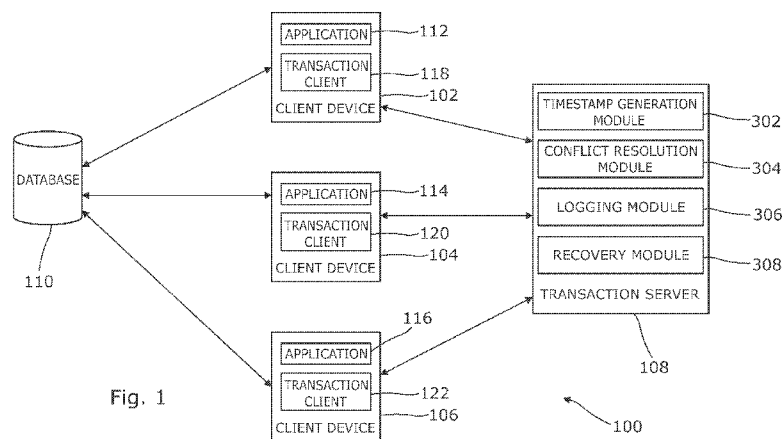 APPLICATION
112
TRANSACTION
CLIENT
118
CLIENT DEVICE
102
DATABASE
110
APPLICATION
114
TRANSACTION
CLIENT
120
CLIENT DEVICE
104
APPLICATION
116
TRANSACTION
CLIENT
122
CLIENT DEVICE
106
TIMESTAMP GENERATION
MODULE
302
CONFLICT RESOLUTION
MODULE
304
LOGGING MODULE
306
RECOVERY MODULE
308
TRANSACTION SERVER
108
Fig. 1
100